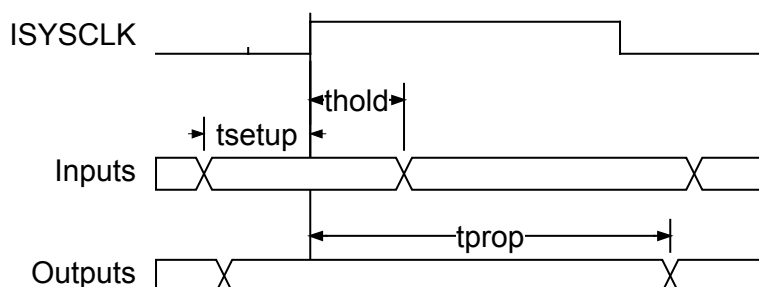 ISYSCLK
thold
tsetup
Inputs
tprop
Outputs